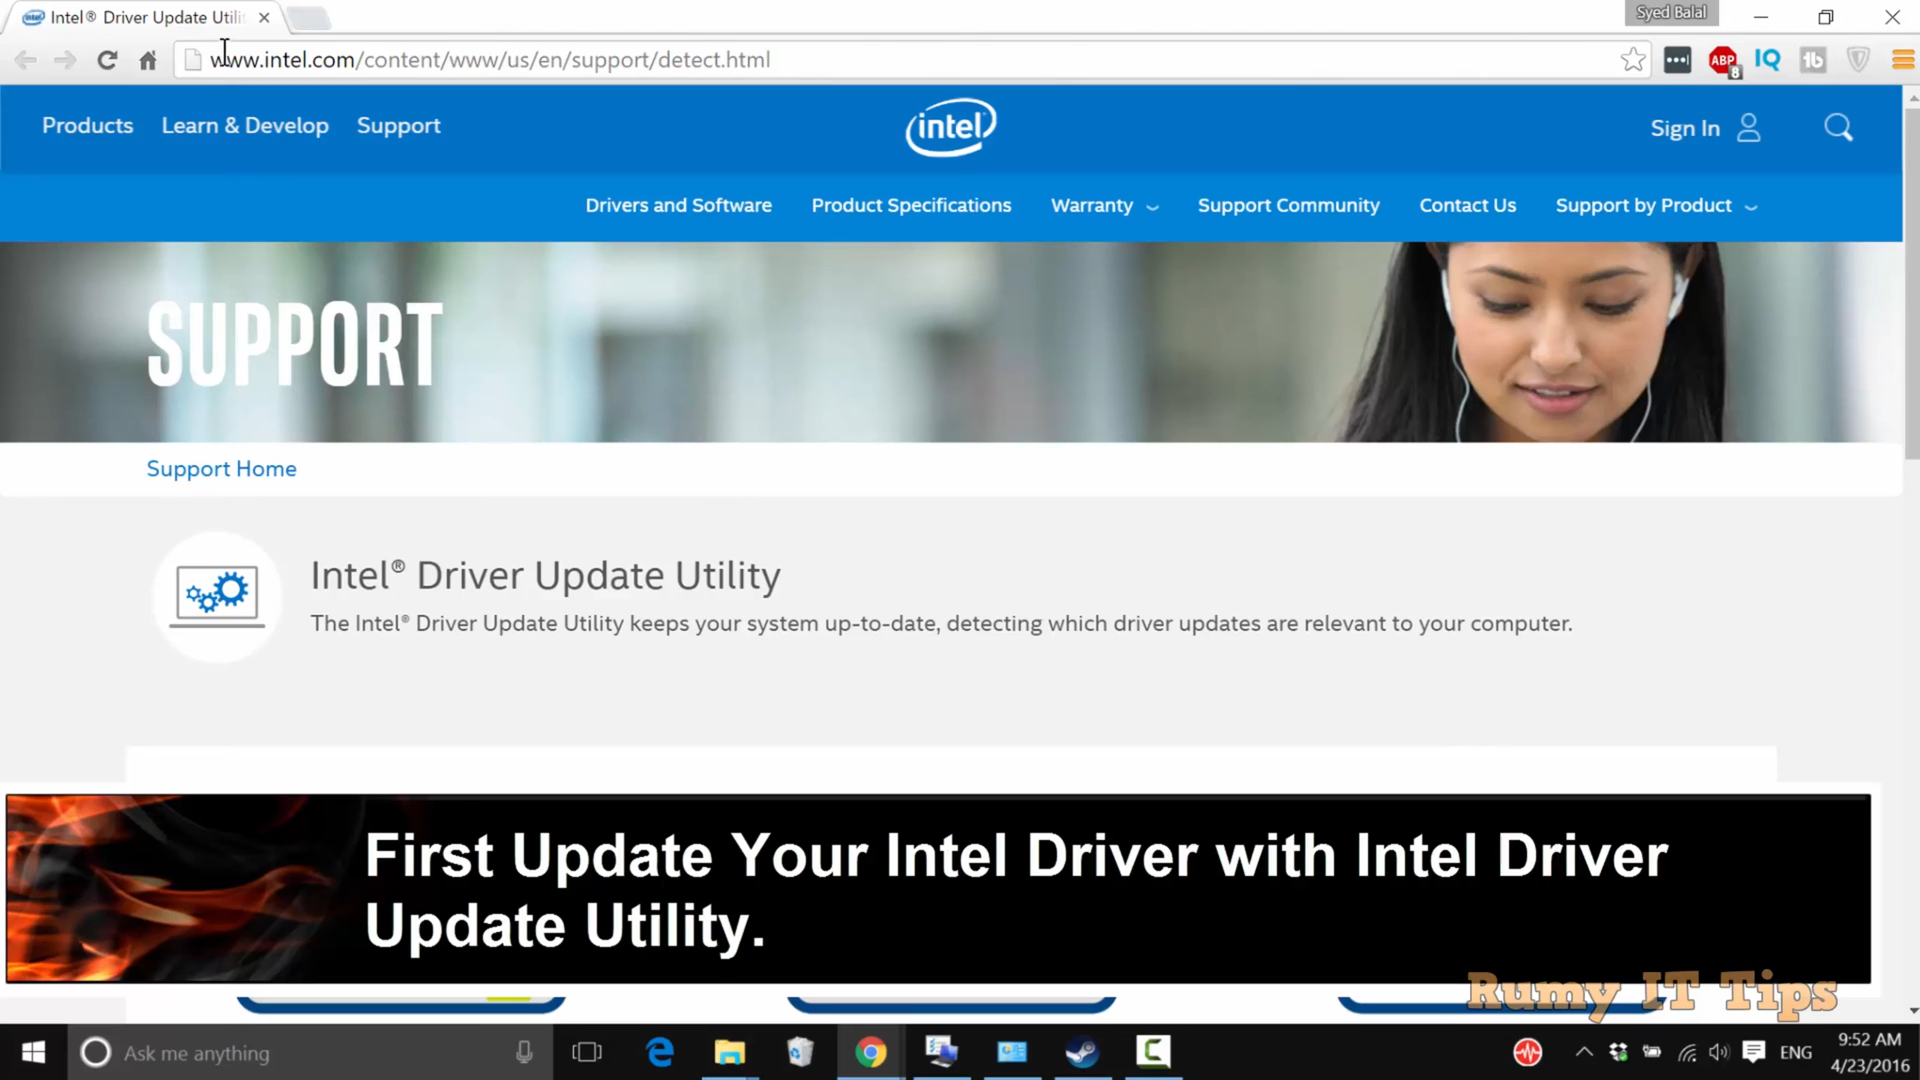 Intel® Driver Update Utili
Syed Balal
www.intel.com/content/www/us/en/support/detect.html
ABP
8
IQ
Products
Learn & Develop
Support
intel
Sign In
Drivers and Software
Product Specifications
Warranty
Support Community
Contact Us
Support by Product
SUPPORT
Support Home
Intel® Driver Update Utility
The Intel® Driver Update Utility keeps your system up-to-date, detecting which driver updates are relevant to your computer.
First Update Your Intel Driver with Intel Driver
Update Utility.
Rumy IT Tips
Ask me anything
ENG
9:52 AM
4/23/2016